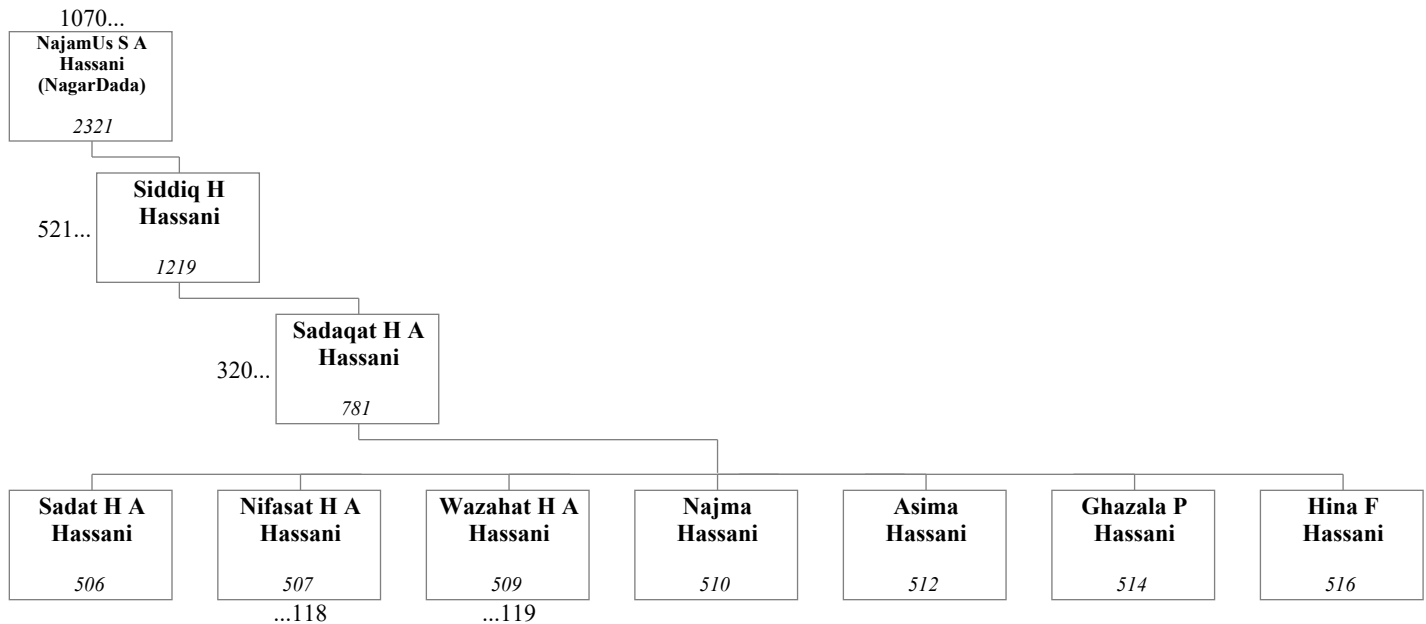 1070...
NajamUs S A
Hassani
(NagarDada)
2321
Siddiq H
Hassani
521...
1219
Sadaqat H A
Hassani
320...
781
Sadat H A
Hassani
506
Nifasat H A
Hassani
507
...118
Wazahat H A
Hassani
509
...119
Najma
Hassani
510
Asima
Hassani
512
Ghazala P
Hassani
514
Hina F
Hassani
516